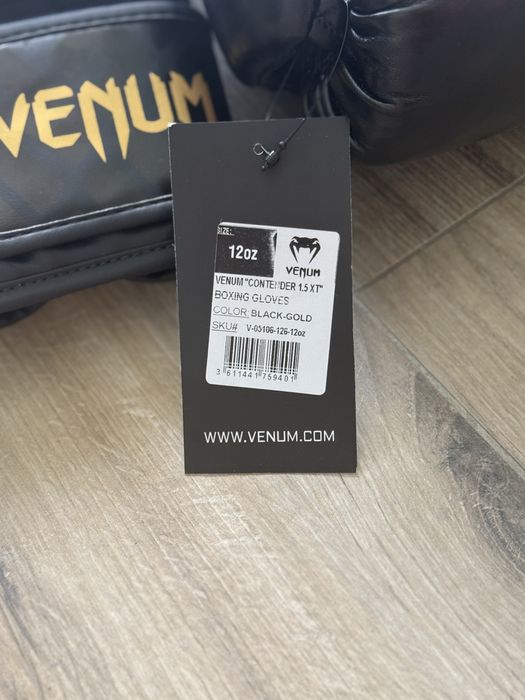 VENUM
SIZE:
12oz
VENUM
VENUM "CONTENDER 1.5 XT"
BOXING GLOVES
COLOR: BLACK-GOLD
SKU# V-05106-126-12oz
3 611441 759401
WWW.VENUM.COM